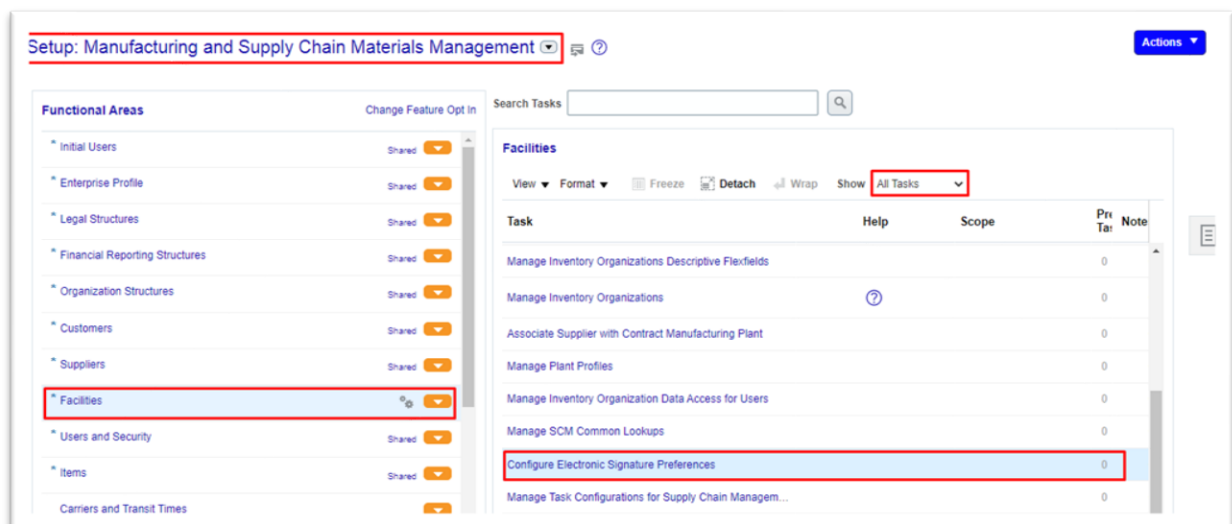 Setup: Manufacturing and Supply Chain Materials Management
Actions
Functional Areas
Change Feature Opt In
Search Tasks
* Initial Users Shared
* Enterprise Profile Shared
* Legal Structures Shared
* Financial Reporting Structures Shared
* Organization Structures Shared
* Customers Shared
* Suppliers Shared
* Facilities
* Users and Security Shared
* Items Shared
Carriers and Transit Times
Facilities
View Format Freeze Detach Wrap Show All Tasks
Task Help Scope Note
Manage Inventory Organizations Descriptive Flexfields 0
Manage Inventory Organizations 0
Associate Supplier with Contract Manufacturing Plant 0
Manage Plant Profiles 0
Manage Inventory Organization Data Access for Users 0
Manage SCM Common Lookups 0
Configure Electronic Signature Preferences 0
Manage Task Configurations for Supply Chain Managem... 0